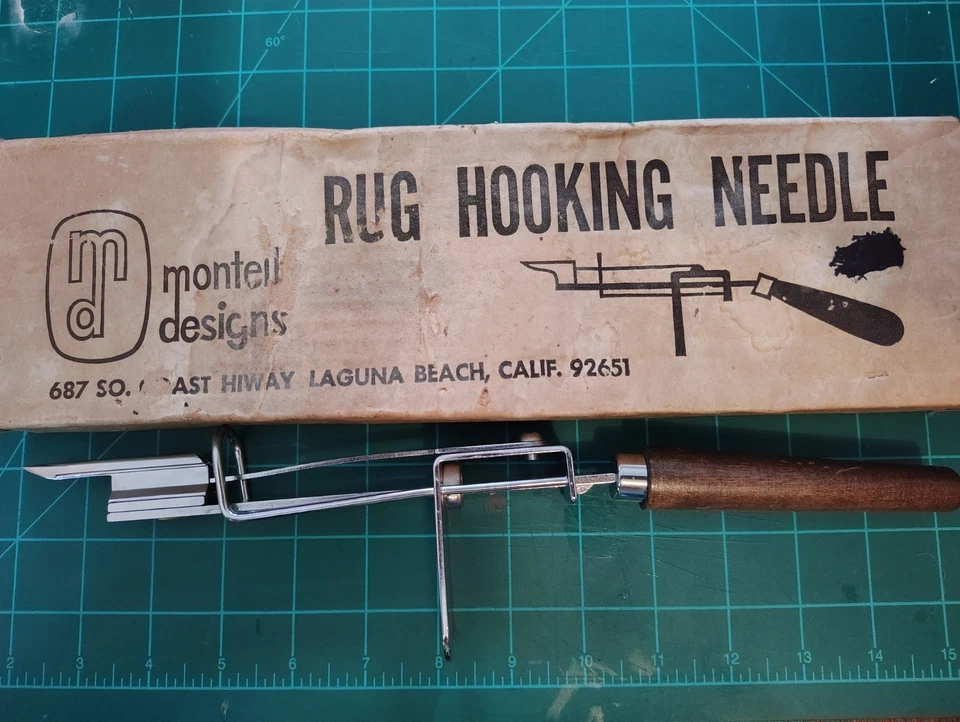 60°
RUG HOOKING NEEDLE
md
monteil
designs
687 SO. AST HIWAY LAGUNA BEACH, CALIF. 92651
2 3 4 5 6 7 8 9 10 11 12 13 14 15